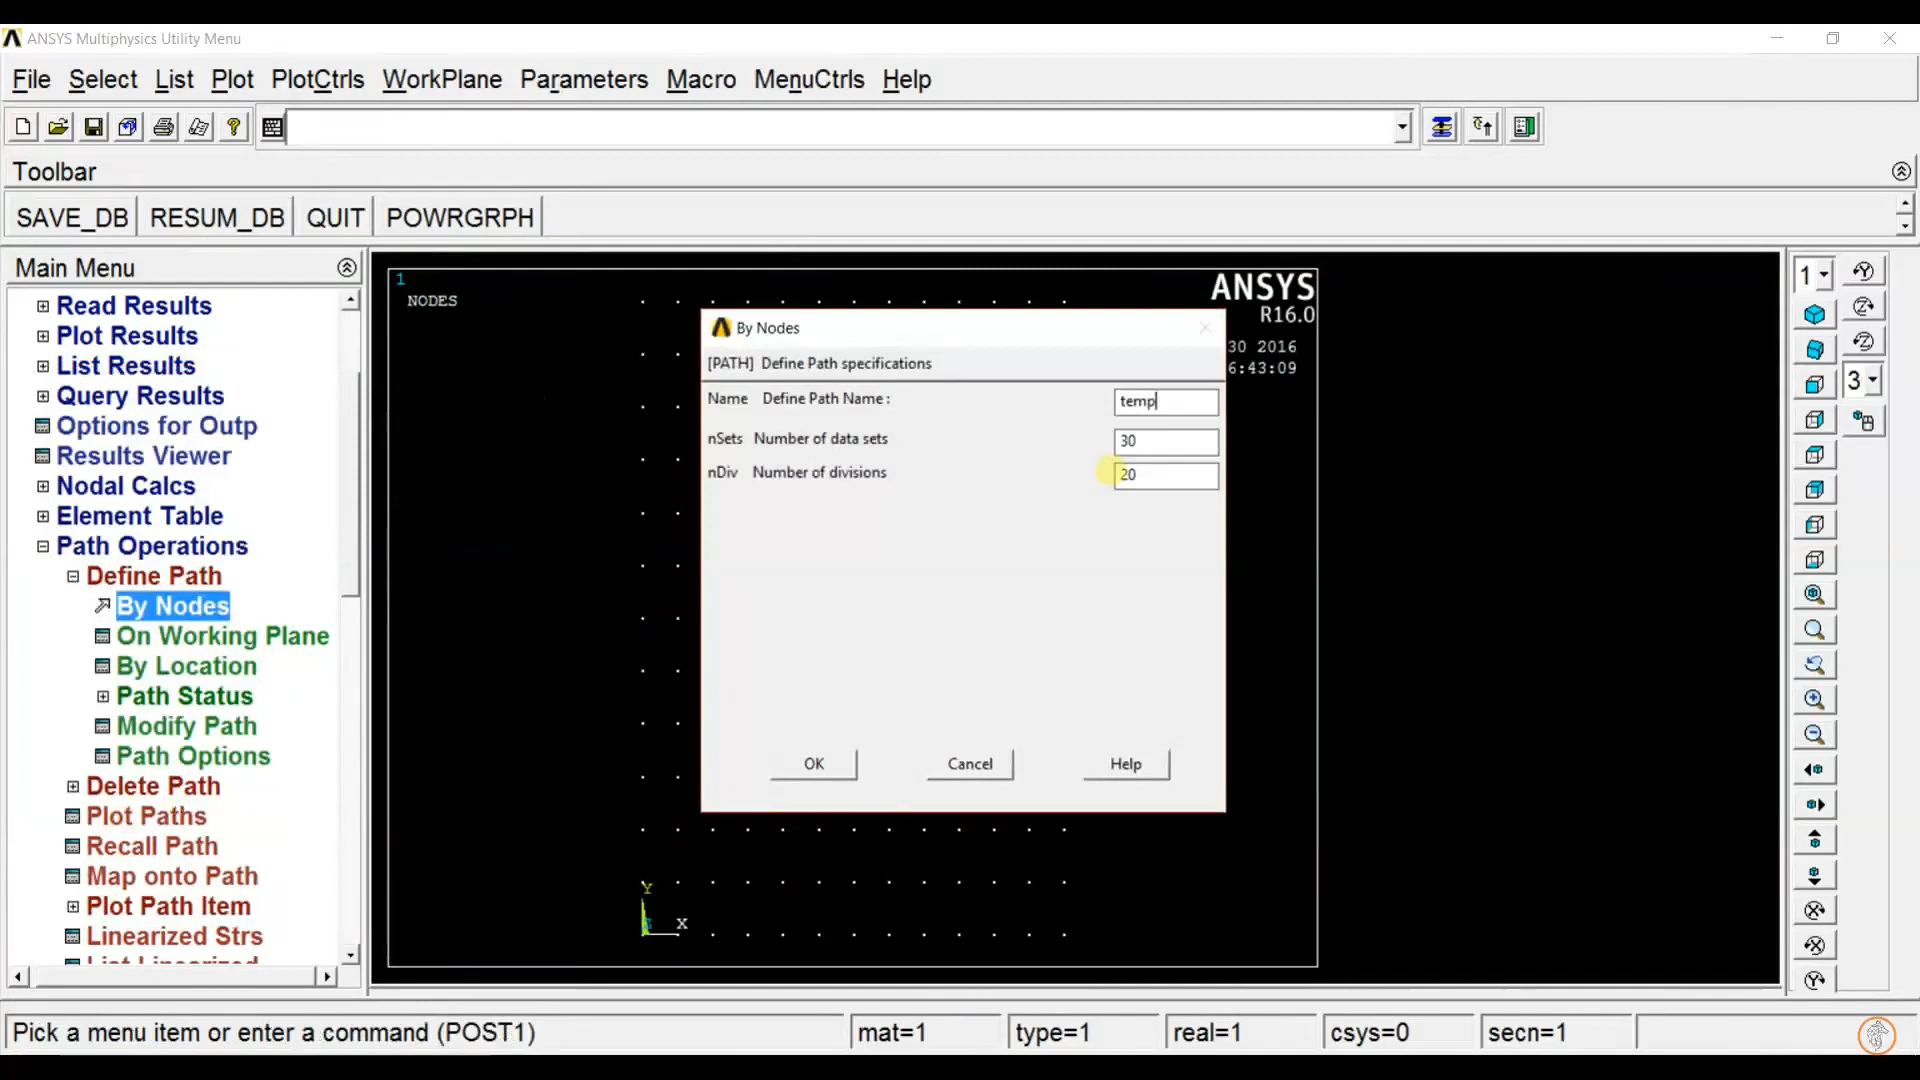 ANSYS Multiphysics Utility Menu
File Select List Plot PlotCtrls WorkPlane Parameters Macro MenuCtrls Help
Toolbar
SAVE_DB RESUM_DB QUIT POWRGRPH
Main Menu
Read Results
Plot Results
List Results
Query Results
Options for Outp
Results Viewer
Nodal Calcs
Element Table
Path Operations
Define Path
By Nodes
On Working Plane
By Location
Path Status
Modify Path
Path Options
Delete Path
Plot Paths
Recall Path
Map onto Path
Plot Path Item
Linearized Strs
List Linearized
1
NODES
ANSYS
R16.0
30 2016
6:43:09
By Nodes
[PATH] Define Path specifications
Name Define Path Name : temp
nSets Number of data sets 30
nDiv Number of divisions 20
OK Cancel Help
Y
X
1
3
Pick a menu item or enter a command (POST1) mat=1 type=1 real=1 csys=0 secn=1